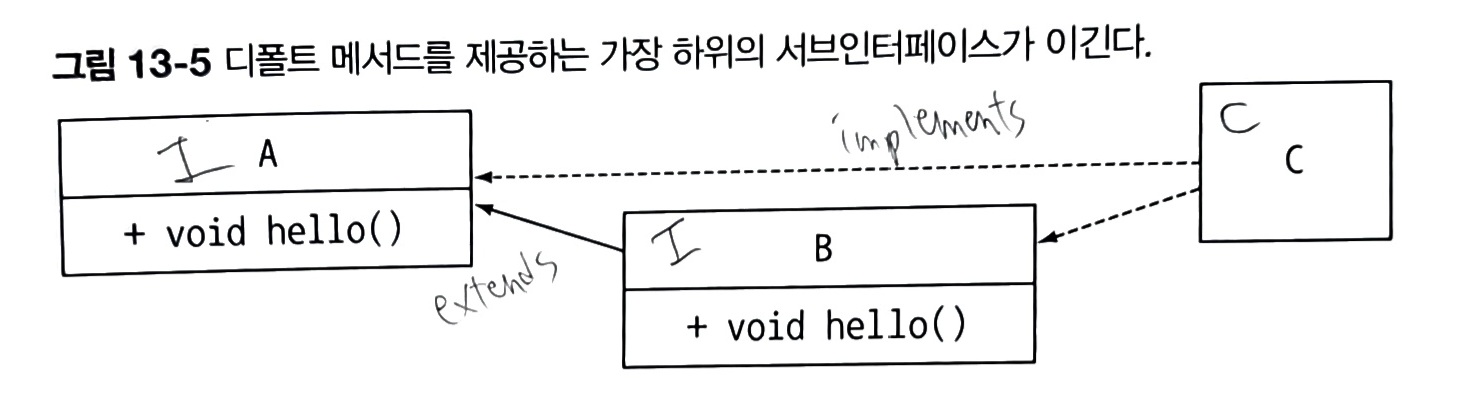 그림 13-5 디폴트 메서드를 제공하는 가장 하위의 서브인터페이스가 이긴다.
I A
+ void hello()
implements
extends
I B
+ void hello()
C
C